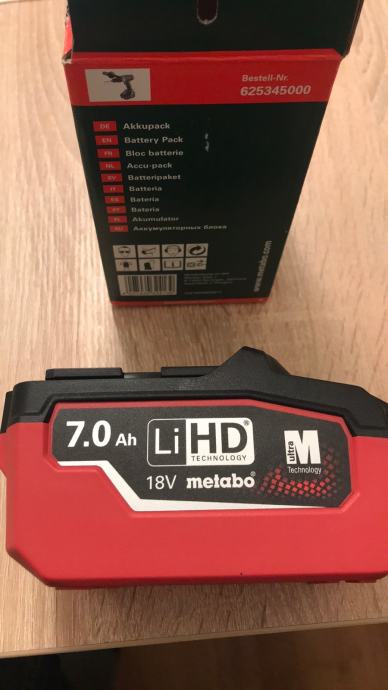 Bestell-Nr.
625345000
DE Akkupack
EN Battery Pack
FR Bloc batterie
NL Accu-pack
SV Batteripaket
IT Batteria
ES Bateria
PT Bateria
PL Akumulator
RU Аккумуляторных блока
Li
www.metabo.com
7.0 Ah
LiHD®
TECHNOLOGY
18V metabo®
ultra M
Technology